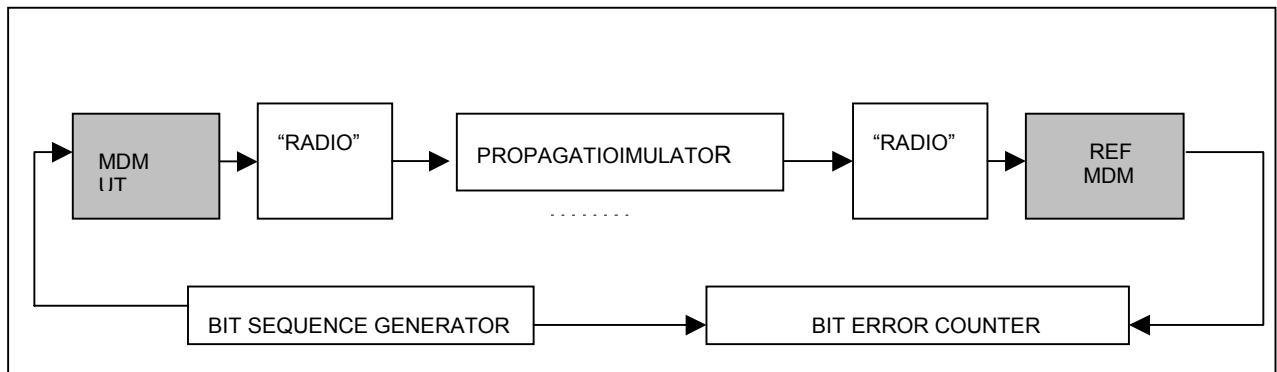 MDM
UT
“RADIO”
PROPAGATIOIMULATOR
“RADIO”
REF
MDM
. . . . . . . .
BIT SEQUENCE GENERATOR
BIT ERROR COUNTER